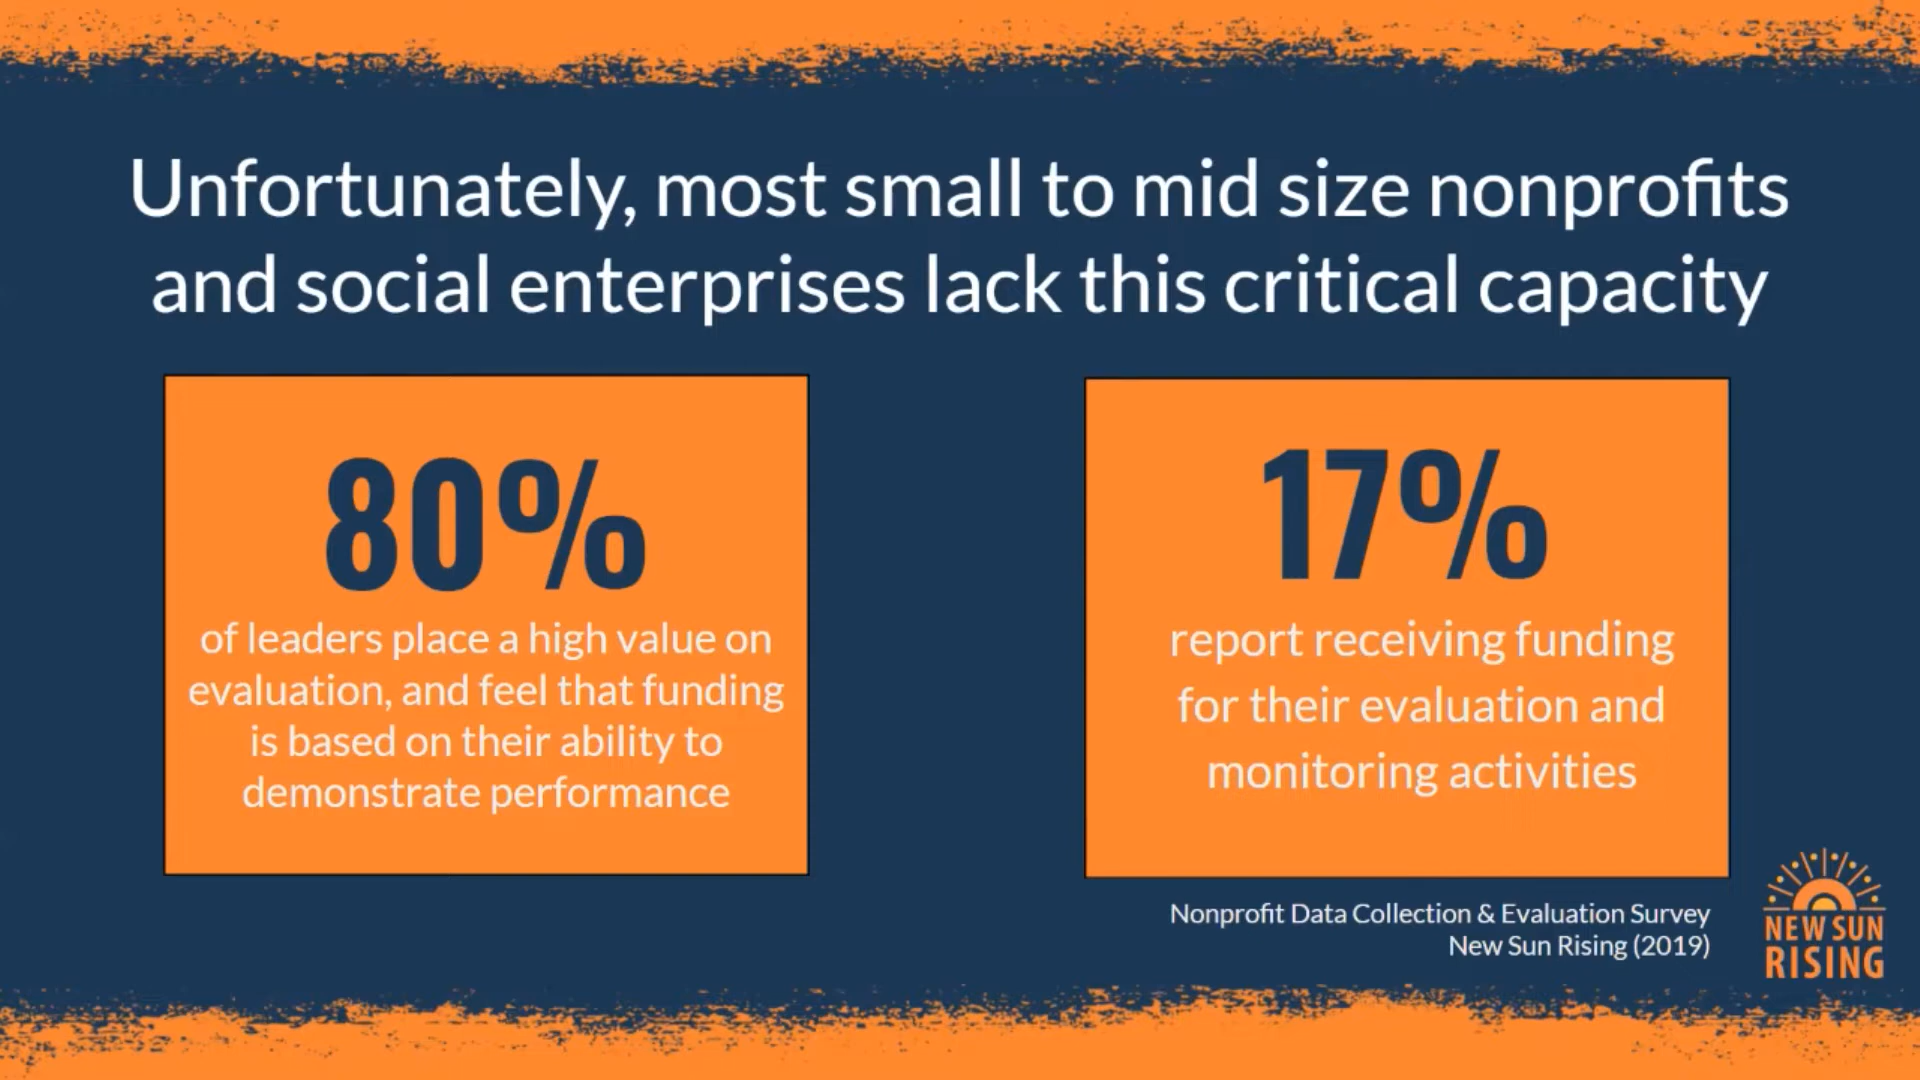 Unfortunately, most small to mid size nonprofits
and social enterprises lack this critical capacity
80%
of leaders place a high value on
evaluation, and feel that funding
is based on their ability to
demonstrate performance
17%
report receiving funding
for their evaluation and
monitoring activities
Nonprofit Data Collection & Evaluation Survey
New Sun Rising (2019)
NEW SUN
RISING